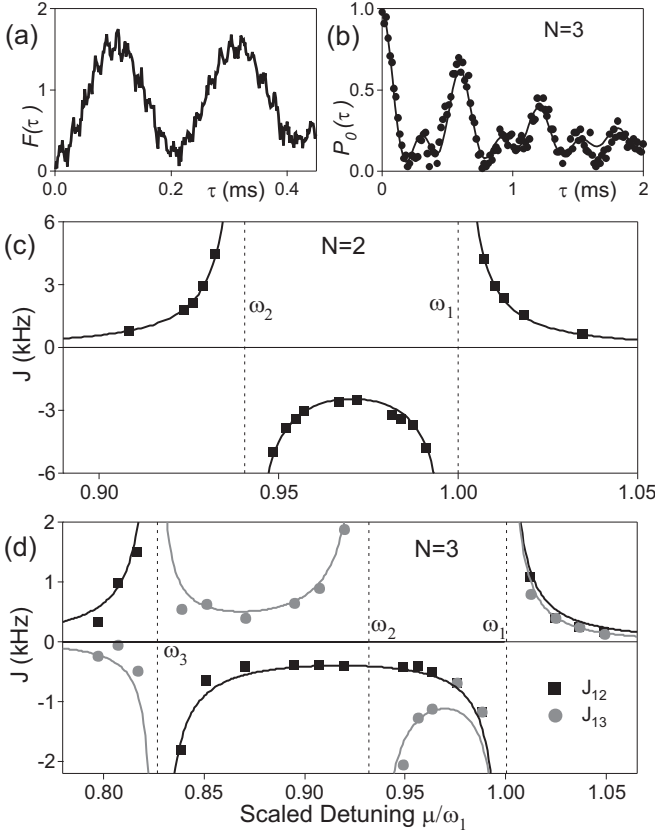 (a)
2
1
0
F(τ)
0.0 0.2 0.4
τ (ms)
(b)
N=3
1.0
0.5
0.0
P₀(τ)
0 1 2
τ (ms)
(c)
N=2
6
3
0
-3
-6
J (kHz)
ω₂
ω₁
0.90 0.95 1.00 1.05
(d)
N=3
2
1
0
-1
-2
J (kHz)
ω₃
ω₂
ω₁
J₁₂
J₁₃
0.80 0.85 0.90 0.95 1.00 1.05
Scaled Detuning μ/ω₁